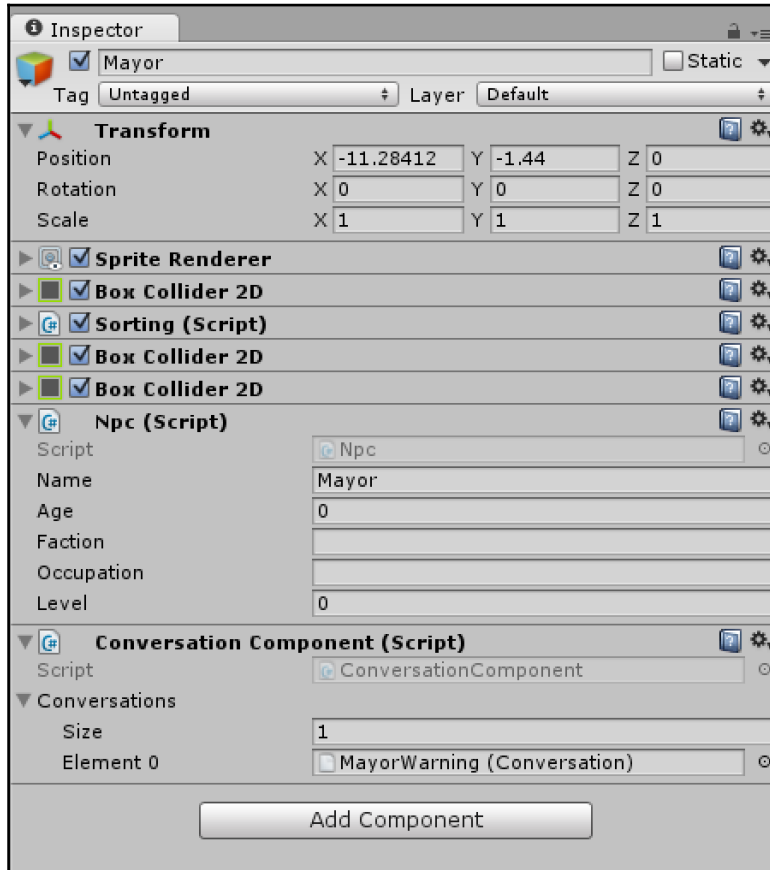 Inspector
Mayor Static
Tag Untagged Layer Default
Transform
Position X -11.28412 Y -1.44 Z 0
Rotation X 0 Y 0 Z 0
Scale X 1 Y 1 Z 1
Sprite Renderer
Box Collider 2D
Sorting (Script)
Box Collider 2D
Box Collider 2D
Npc (Script)
Script Npc
Name Mayor
Age 0
Faction
Occupation
Level 0
Conversation Component (Script)
Script ConversationComponent
Conversations
Size 1
Element 0 MayorWarning (Conversation)
Add Component